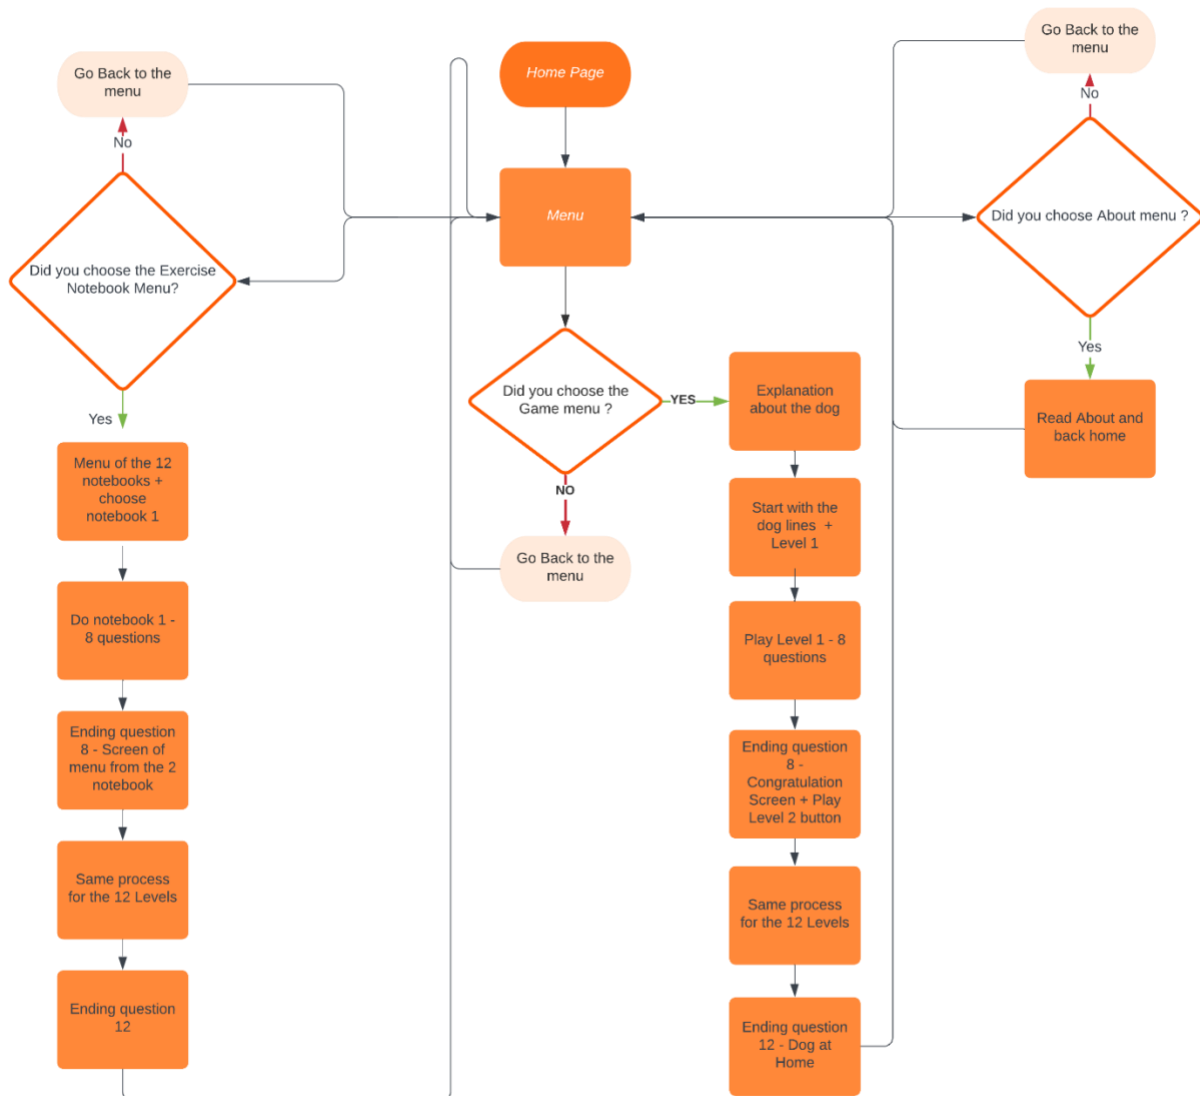 Go Back to the
menu
No
Did you choose the Exercise
Notebook Menu?
Yes
Menu of the 12
notebooks +
choose
notebook 1
Do notebook 1 -
8 questions
Ending question
8 - Screen of
menu from the 2
notebook
Same process
for the 12 Levels
Ending question
12
Home Page
Menu
Did you choose the
Game menu ?
YES
NO
Go Back to the
menu
Explanation
about the dog
Start with the
dog lines +
Level 1
Play Level 1 - 8
questions
Ending question
8 -
Congratulation
Screen + Play
Level 2 button
Same process
for the 12 Levels
Ending question
12 - Dog at
Home
Go Back to the
menu
No
Did you choose About menu ?
Yes
Read About and
back home